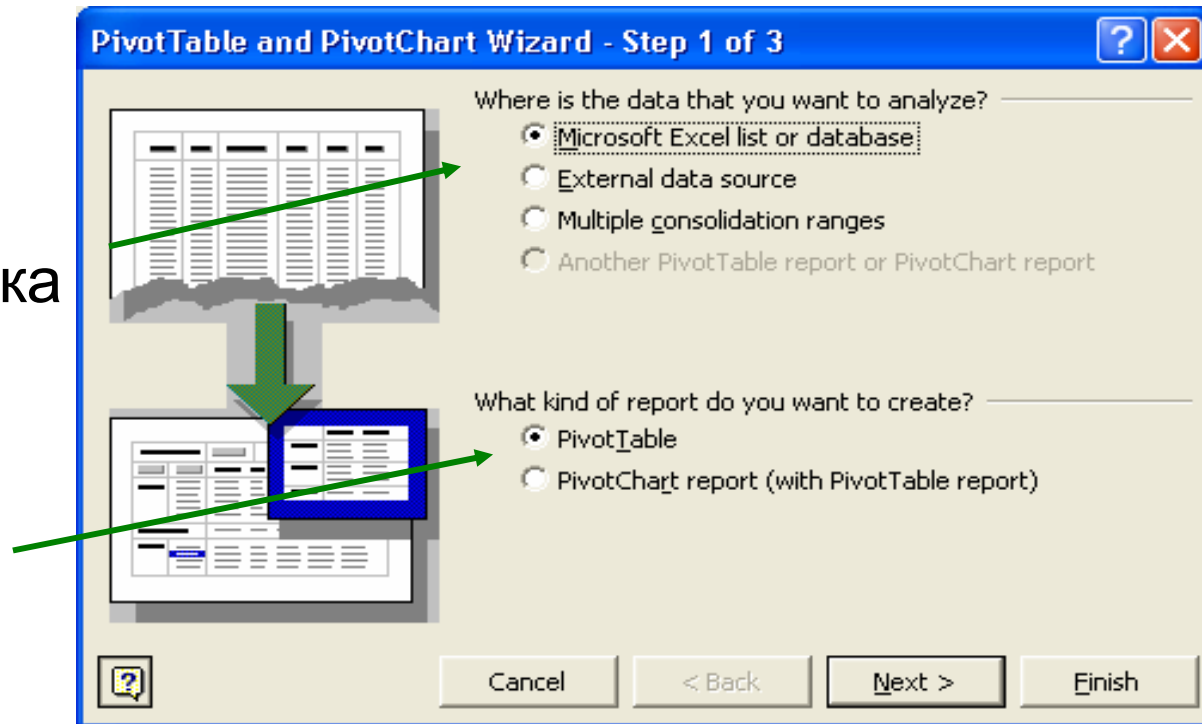 PivotTable and PivotChart Wizard - Step 1 of 3
Where is the data that you want to analyze?
Microsoft Excel list or database
External data source
Multiple consolidation ranges
Another PivotTable report or PivotChart report
ка
What kind of report do you want to create?
PivotTable
PivotChart report (with PivotTable report)
Cancel
< Back
Next >
Finish